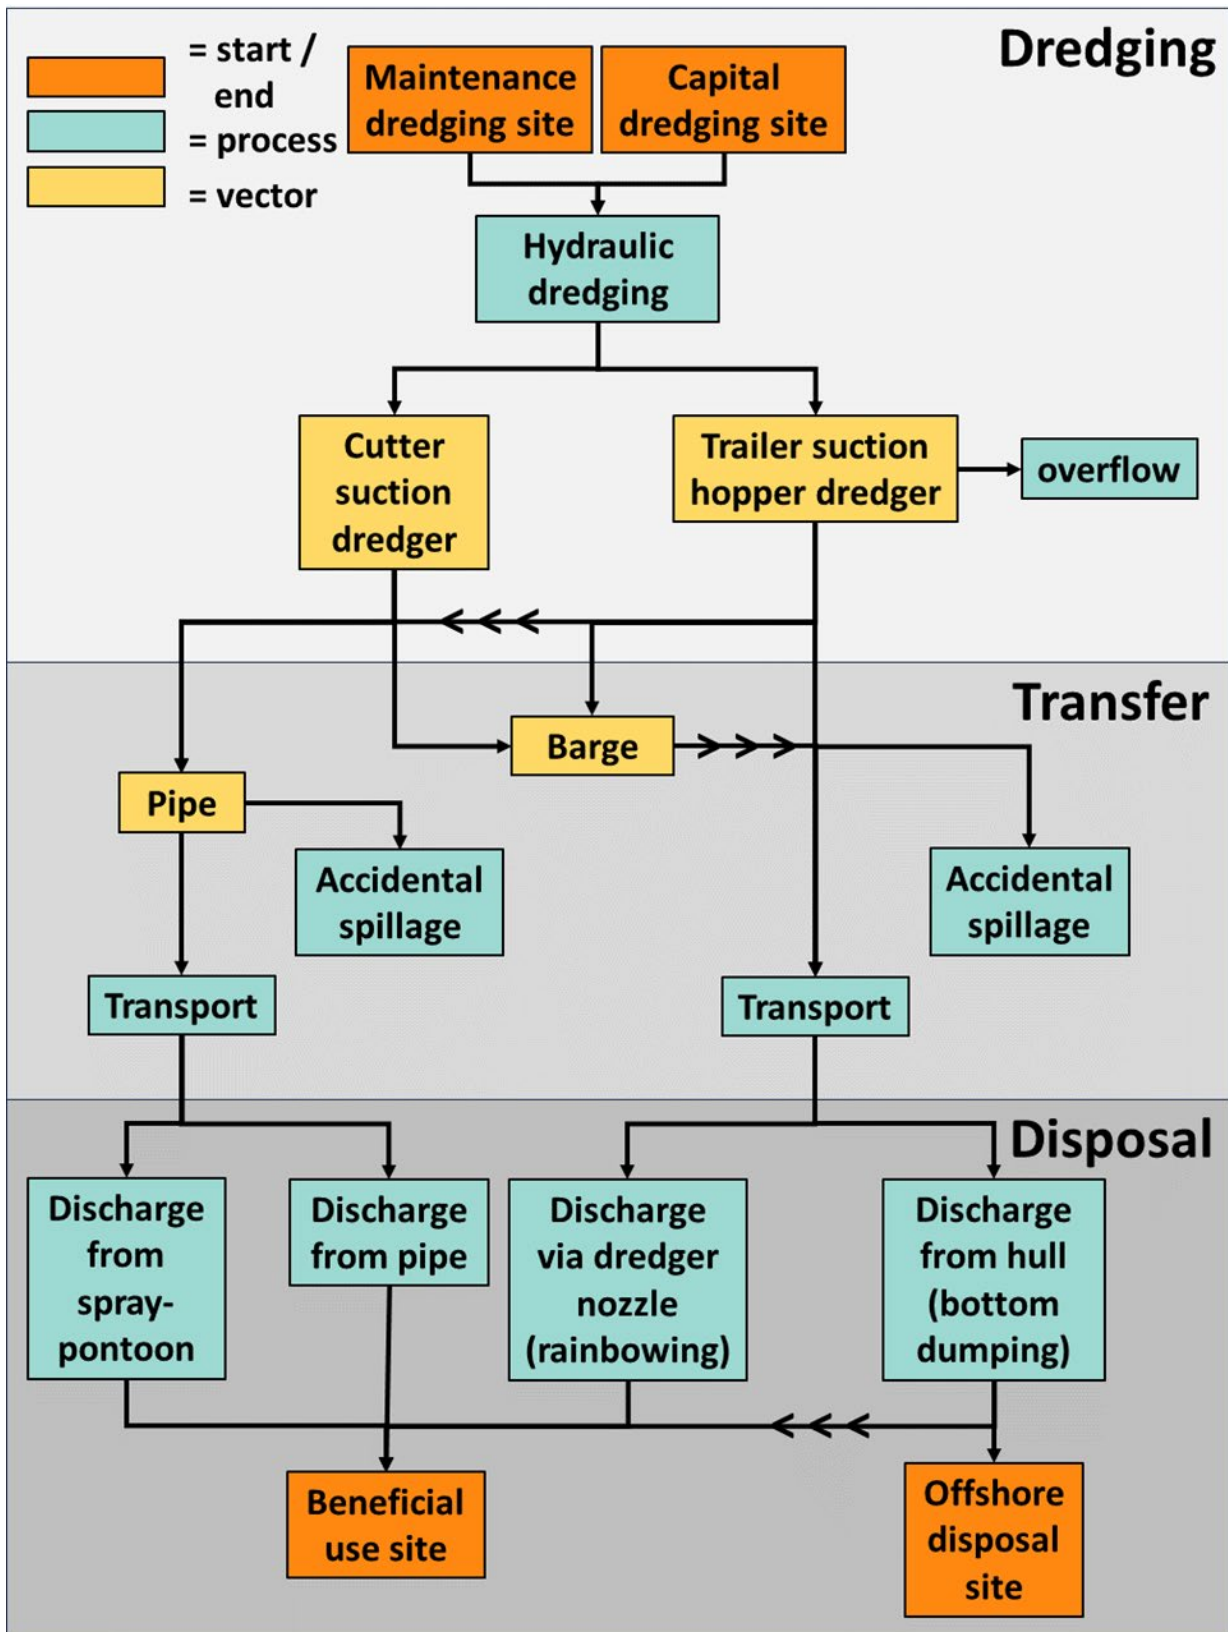 = start /
end
= process
= vector
Dredging
Maintenance
dredging site
Capital
dredging site
Hydraulic
dredging
Cutter
suction
dredger
Trailer suction
hopper dredger
overflow
Transfer
Barge
Pipe
Accidental
spillage
Accidental
spillage
Transport
Transport
Disposal
Discharge
from
spray-
pontoon
Discharge
from pipe
Discharge
via dredger
nozzle
(rainbowing)
Discharge
from hull
(bottom
dumping)
Beneficial
use site
Offshore
disposal
site